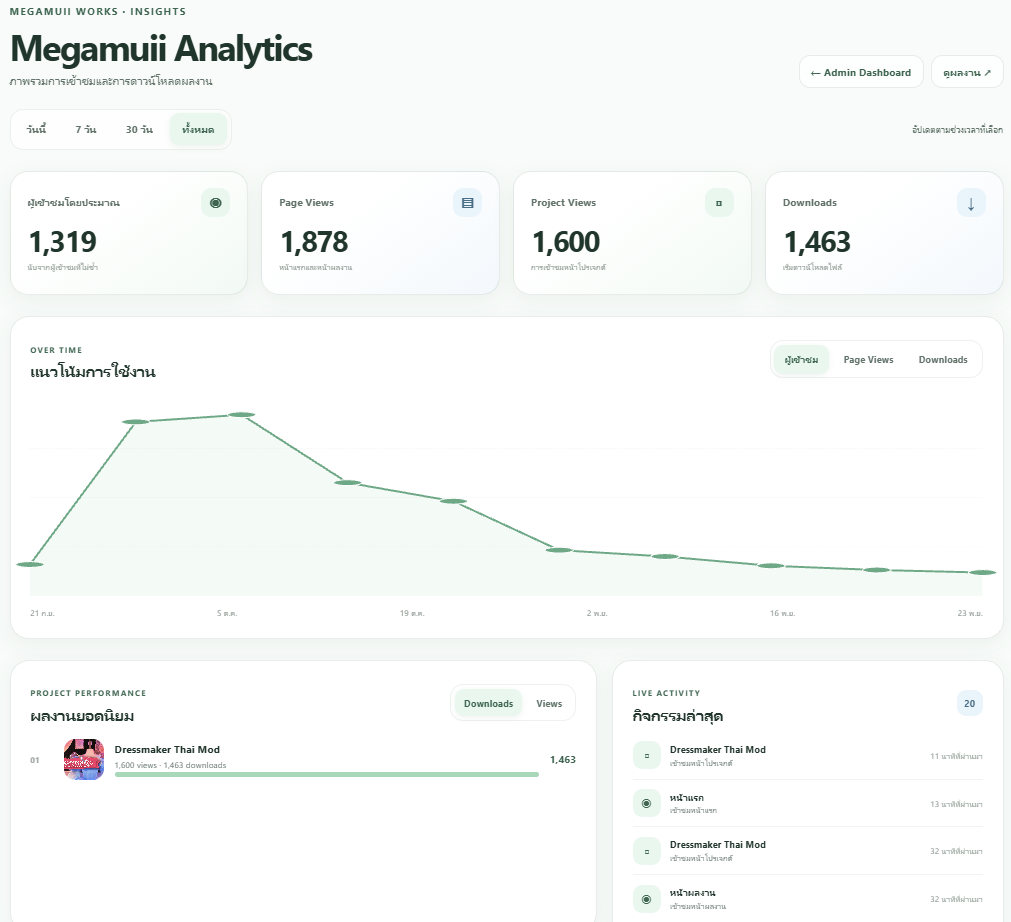 MEGAMUII WORKS · INSIGHTS
Megamuii Analytics
ภาพรวมการเข้าชมและการดาวน์โหลดผลงาน
← Admin Dashboard
ดูผลงาน ↗
วันนี้
7 วัน
30 วัน
ทั้งหมด
อัปเดตตามช่วงเวลาที่เลือก
ผู้เข้าชมโดยประมาณ
1,319
นับจากผู้เข้าชมที่ไม่ซ้ำ
Page Views
1,878
หน้าแรกและหน้าผลงาน
Project Views
1,600
การเข้าชมหน้าโปรเจกต์
Downloads
1,463
เริ่มดาวน์โหลดไฟล์
OVER TIME
แนวโน้มการใช้งาน
ผู้เข้าชม
Page Views
Downloads
21 ก.ย.
5 ต.ค.
19 ต.ค.
2 พ.ย.
16 พ.ย.
23 พ.ย.
PROJECT PERFORMANCE
ผลงานยอดนิยม
Downloads
Views
01
Dressmaker Thai Mod
1,600 views · 1,463 downloads
1,463
LIVE ACTIVITY
กิจกรรมล่าสุด
20
Dressmaker Thai Mod
เข้าชมหน้าโปรเจกต์
11 นาทีที่ผ่านมา
หน้าแรก
เข้าชมหน้าแรก
13 นาทีที่ผ่านมา
Dressmaker Thai Mod
เข้าชมหน้าโปรเจกต์
32 นาทีที่ผ่านมา
หน้าผลงาน
เข้าชมหน้าผลงาน
32 นาทีที่ผ่านมา